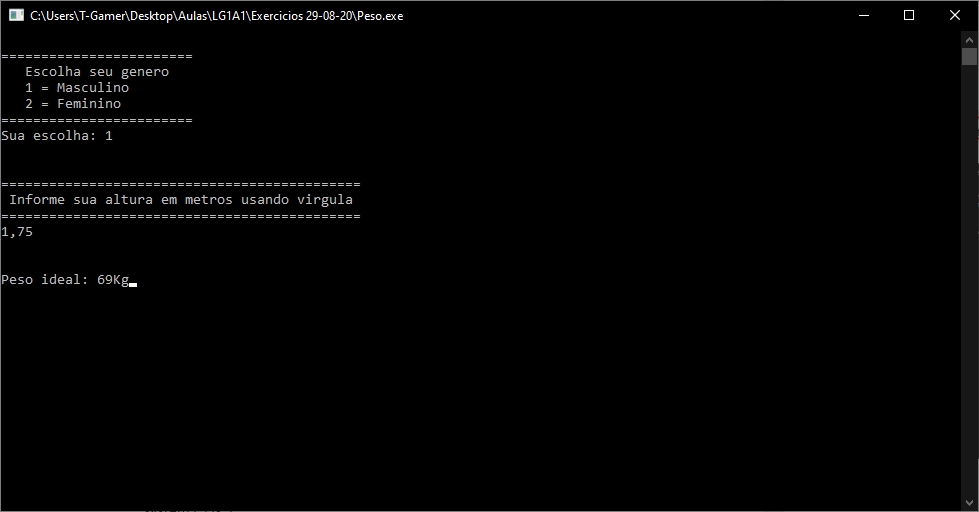 C:\Users\T-Gamer\Desktop\Aulas\LG1A1\Exercicios 29-08-20\Peso.exe
========================
Escolha seu genero
1 = Masculino
2 = Feminino
========================
Sua escolha: 1
=============================================
Informe sua altura em metros usando virgula
=============================================
1,75
Peso ideal: 69Kg